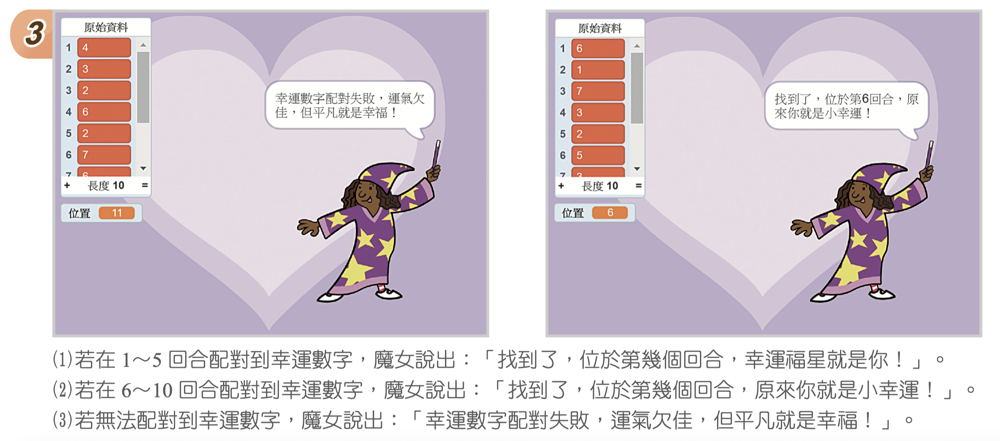 3
原始資料
1 4
2 3
3 2
4 6
5 2
6 7
7 6
+ 長度 10 =
位置 11
幸運數字配對失敗，運氣欠
佳，但平凡就是幸福！
原始資料
1 6
2 1
3 7
4 3
5 2
6 5
7 3
+ 長度 10 =
位置 6
找到了，位於第6回合，原
來你就是小幸運！
(1)若在 1～5 回合配對到幸運數字，魔女說出：「找到了，位於第幾個回合，幸運福星就是你！」。
(2)若在 6～10 回合配對到幸運數字，魔女說出：「找到了，位於第幾個回合，原來你就是小幸運！」。
(3)若無法配對到幸運數字，魔女說出：「幸運數字配對失敗，運氣欠佳，但平凡就是幸福！」。